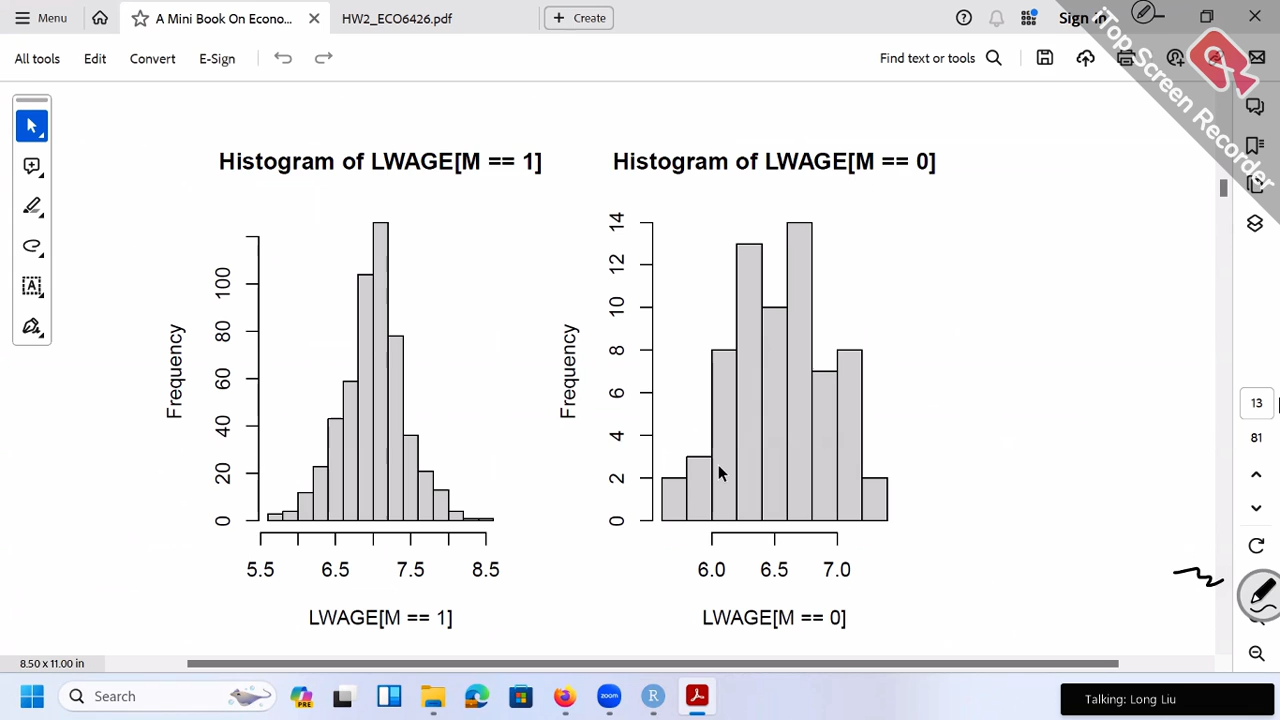 Menu
A Mini Book On Econo...
HW2_ECO6426.pdf
Create
Sign in
All tools
Edit
Convert
E-Sign
Find text or tools
iTop Screen Recorder
Histogram of LWAGE[M == 1]
Histogram of LWAGE[M == 0]
Frequency
0 20 40 60 80 100
5.5 6.5 7.5 8.5
LWAGE[M == 1]
Frequency
0 2 4 6 8 10 12 14
6.0 6.5 7.0
LWAGE[M == 0]
13
81
8.50 x 11.00 in
Search
PRE
zoom
R
Talking: Long Liu